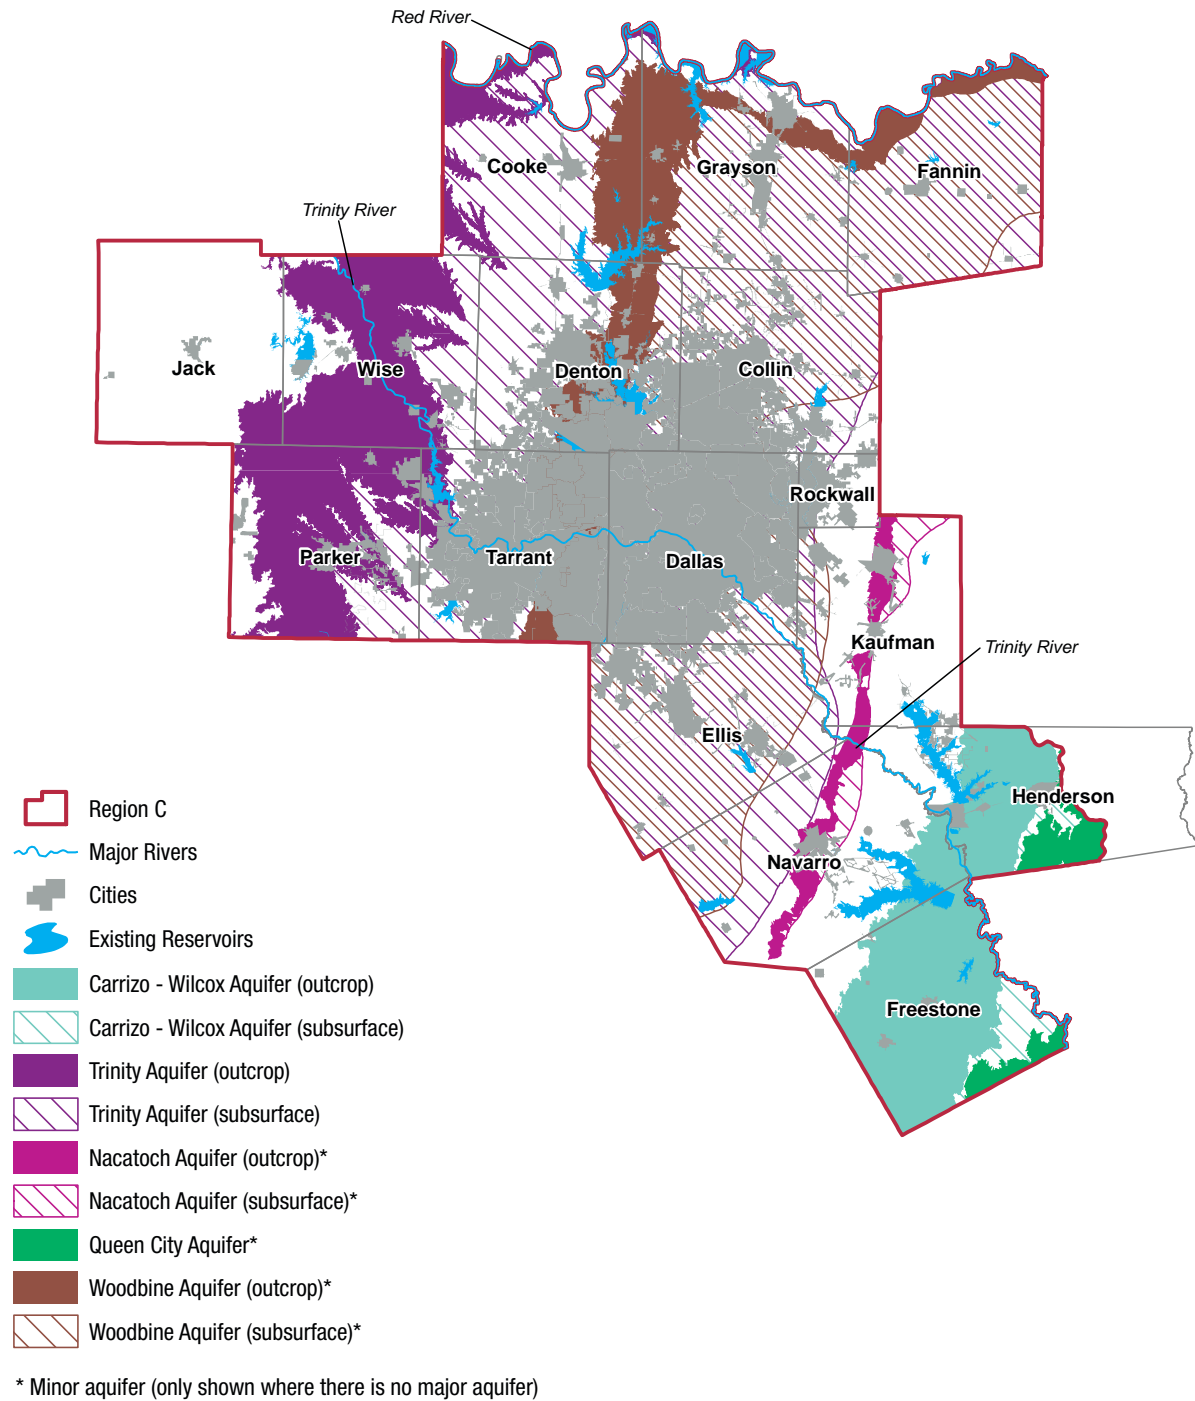 Red River
Cooke
Grayson
Fannin
Trinity River
Jack
Wise
Denton
Collin
Rockwall
Parker
Tarrant
Dallas
Kaufman
Trinity River
Ellis
Henderson
Navarro
Freestone
Region C
Major Rivers
Cities
Existing Reservoirs
Carrizo - Wilcox Aquifer (outcrop)
Carrizo - Wilcox Aquifer (subsurface)
Trinity Aquifer (outcrop)
Trinity Aquifer (subsurface)
Nacatoch Aquifer (outcrop)*
Nacatoch Aquifer (subsurface)*
Queen City Aquifer*
Woodbine Aquifer (outcrop)*
Woodbine Aquifer (subsurface)*
* Minor aquifer (only shown where there is no major aquifer)